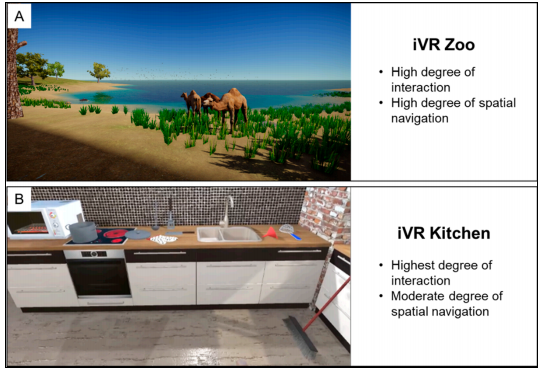 A
iVR Zoo
• High degree of
interaction
• High degree of spatial
navigation
B
iVR Kitchen
• Highest degree of
interaction
• Moderate degree of
spatial navigation